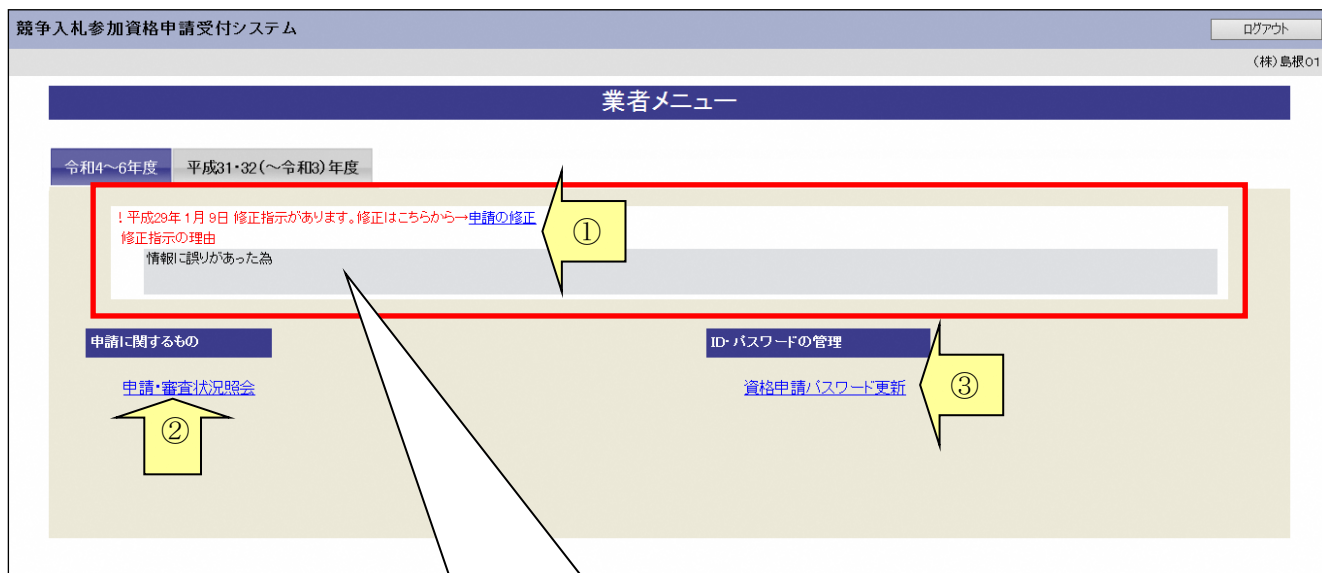 競争入札参加資格申請受付システム
ログアウト
(株)島根01
業者メニュー
令和4~6年度 平成31・32(~令和3)年度
!平成29年1月9日 修正指示があります。修正はこちらから→申請の修正
修正指示の理由
情報に誤りがあった為
①
申請に関するもの
ID・パスワードの管理
申請・審査状況照会
資格申請パスワード更新
③
②